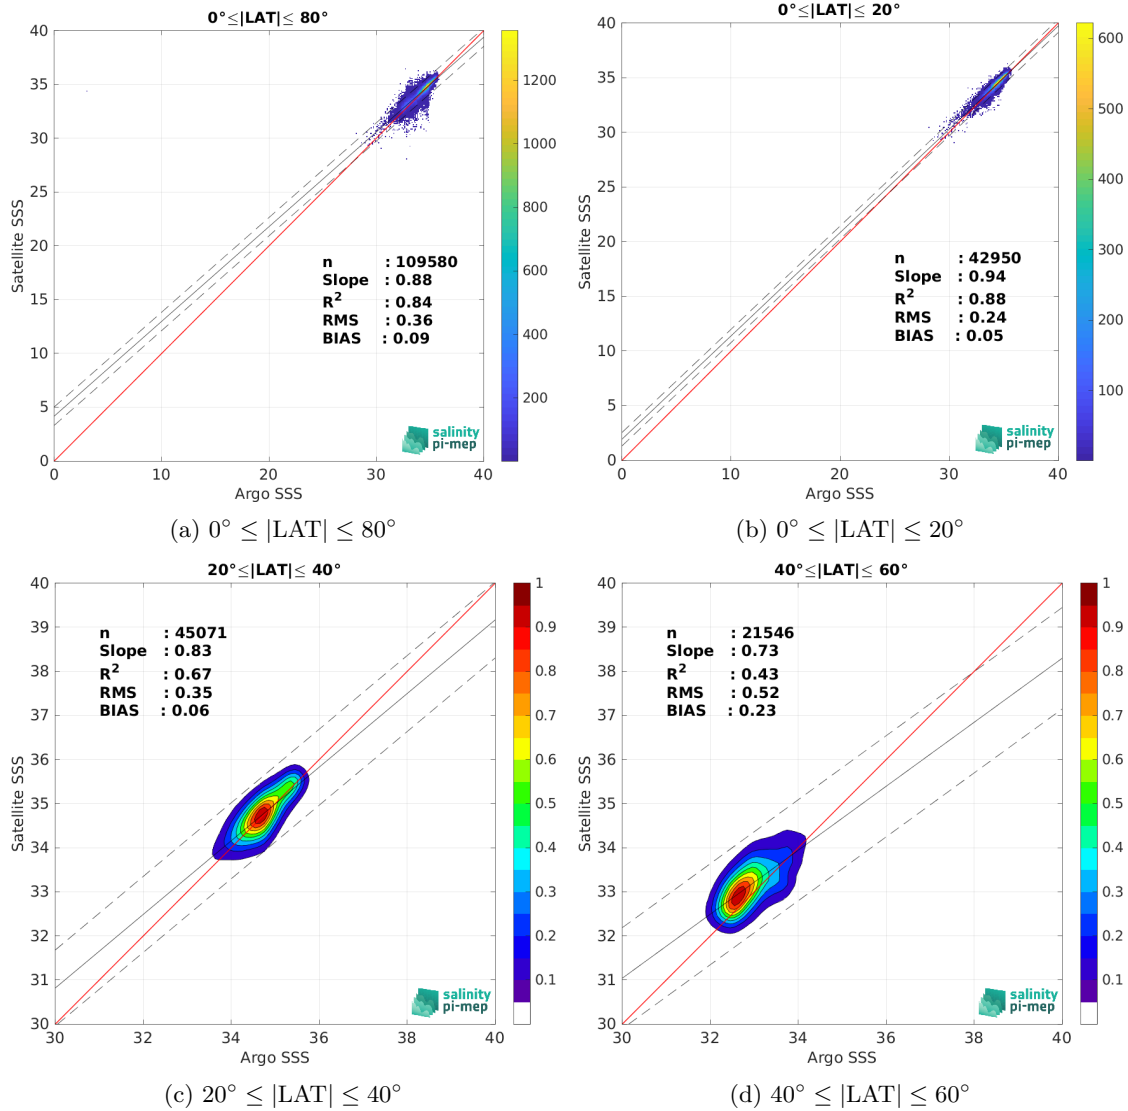 0°≤|LAT|≤ 80°
40
35
30
25
20
15
10
5
0
0
10
20
30
40
Satellite SSS
Argo SSS
n : 109580
Slope : 0.88
R² : 0.84
RMS : 0.36
BIAS : 0.09
1200
1000
800
600
400
200
salinity
pi-mep
(a) 0° ≤ |LAT| ≤ 80°
0°≤|LAT|≤ 20°
40
35
30
25
20
15
10
5
0
0
10
20
30
40
Satellite SSS
Argo SSS
n : 42950
Slope : 0.94
R² : 0.88
RMS : 0.24
BIAS : 0.05
600
500
400
300
200
100
salinity
pi-mep
(b) 0° ≤ |LAT| ≤ 20°
20°≤|LAT|≤ 40°
40
39
38
37
36
35
34
33
32
31
30
30
32
34
36
38
40
Satellite SSS
Argo SSS
n : 45071
Slope : 0.83
R² : 0.67
RMS : 0.35
BIAS : 0.06
1
0.9
0.8
0.7
0.6
0.5
0.4
0.3
0.2
0.1
salinity
pi-mep
(c) 20° ≤ |LAT| ≤ 40°
40°≤|LAT|≤ 60°
40
39
38
37
36
35
34
33
32
31
30
30
32
34
36
38
40
Satellite SSS
Argo SSS
n : 21546
Slope : 0.73
R² : 0.43
RMS : 0.52
BIAS : 0.23
1
0.9
0.8
0.7
0.6
0.5
0.4
0.3
0.2
0.1
salinity
pi-mep
(d) 40° ≤ |LAT| ≤ 60°